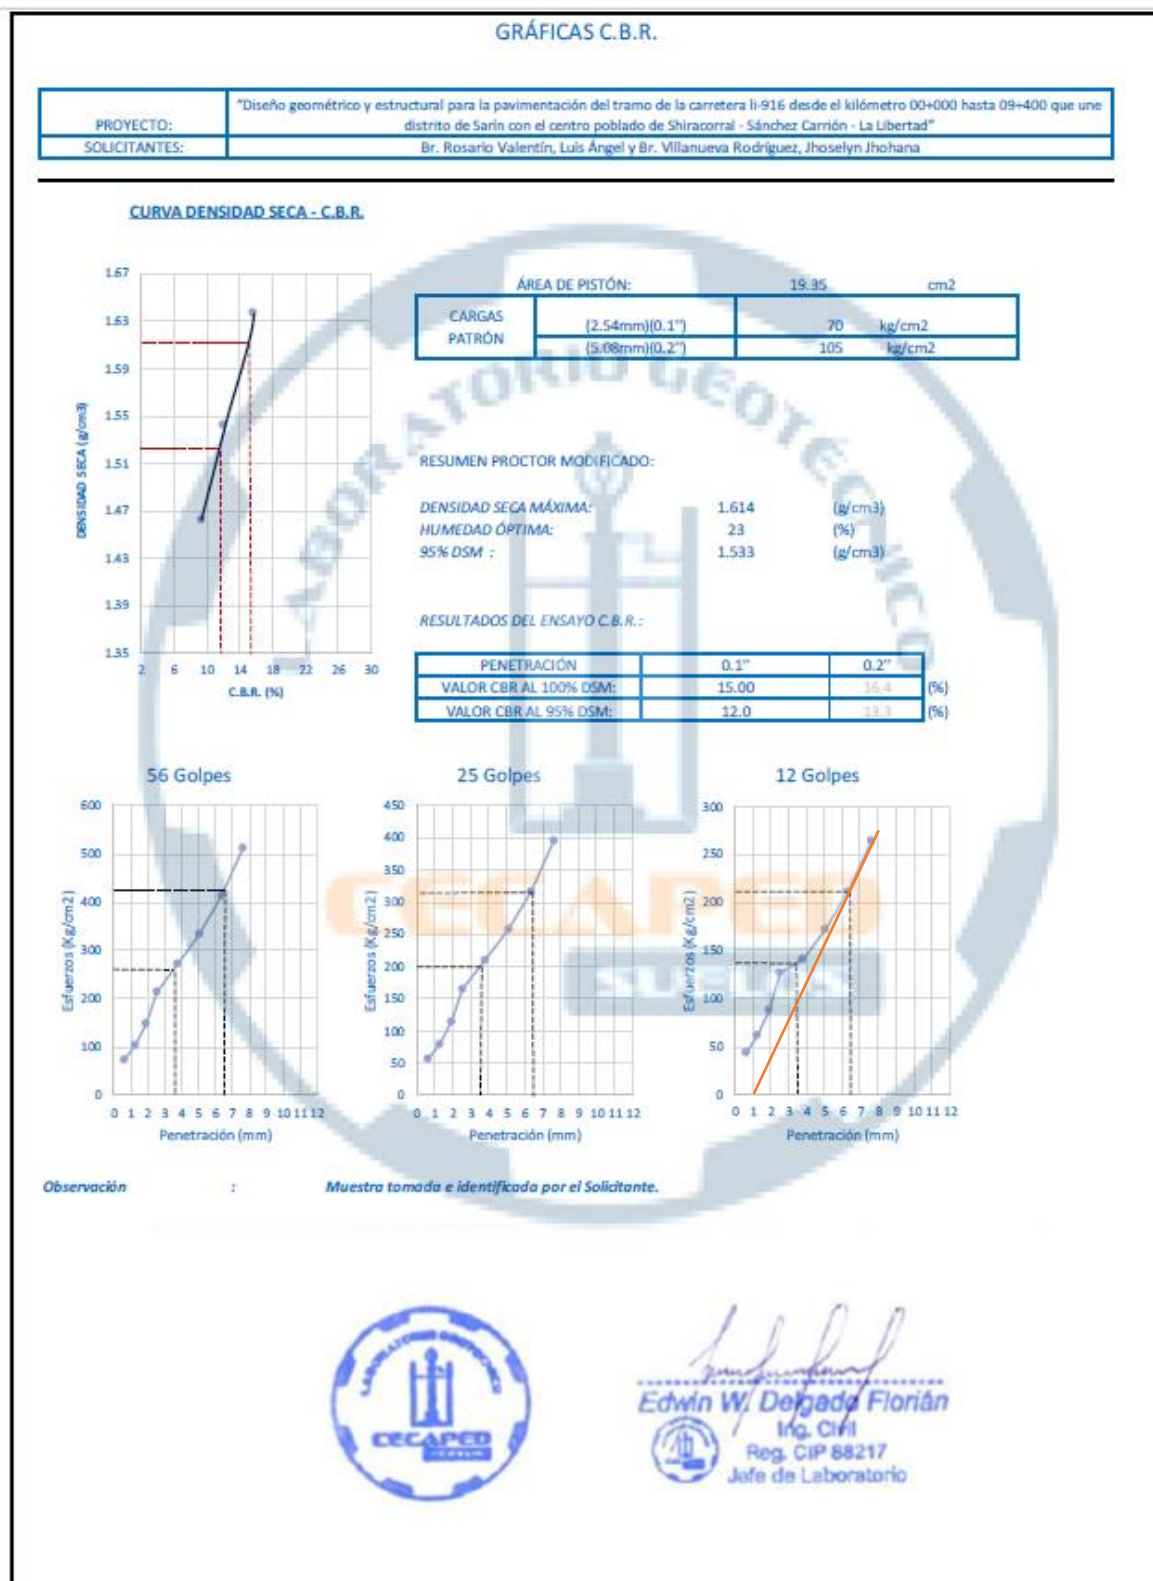 GRÁFICAS C.B.R.
PROYECTO:
"Diseño geométrico y estructural para la pavimentación del tramo de la carretera li-916 desde el kilómetro 00+000 hasta 09+400 que une
distrito de Sarín con el centro poblado de Shiracorral - Sánchez Carrión - La Libertad"
SOLICITANTES:
Br. Rosario Valentín, Luis Ángel y Br. Villanueva Rodríguez, Jhoselyn Jhohana
CURVA DENSIDAD SECA - C.B.R.
1.67
1.63
1.59
1.55
1.51
1.47
1.43
1.39
1.35
DENSIDAD SECA (g/cm3)
2 6 10 14 18 22 26 30
C.B.R. (%)
ÁREA DE PISTÓN: 19.35 cm2
CARGAS PATRÓN
(2.54mm)(0.1") 70 kg/cm2
(5.08mm)(0.2") 105 kg/cm2
RESUMEN PROCTOR MODIFICADO:
DENSIDAD SECA MÁXIMA: 1.614 (g/cm3)
HUMEDAD ÓPTIMA: 23 (%)
95% DSM : 1.533 (g/cm3)
RESULTADOS DEL ENSAYO C.B.R.:
PENETRACIÓN 0.1" 0.2"
VALOR CBR AL 100% DSM: 15.00 16.4 (%)
VALOR CBR AL 95% DSM: 12.0 13.3 (%)
LABORATORIO GEOTÉCNICO
CECAPED
SUELOS
56 Golpes
600
500
400
300
200
100
0
Esfuerzos (Kg/cm2)
0 1 2 3 4 5 6 7 8 9 10 11 12
Penetración (mm)
25 Golpes
450
400
350
300
250
200
150
100
50
0
Esfuerzos (Kg/cm2)
0 1 2 3 4 5 6 7 8 9 10 11 12
Penetración (mm)
12 Golpes
300
250
200
150
100
50
0
Esfuerzos (Kg/cm2)
0 1 2 3 4 5 6 7 8 9 10 11 12
Penetración (mm)
Observación : Muestra tomada e identificada por el Solicitante.
LABORATORIO GEOTECNICO
CECAPED
Edwin W. Delgado Florián
Ing. Civil
Reg. CIP 88217
Jefe de Laboratorio